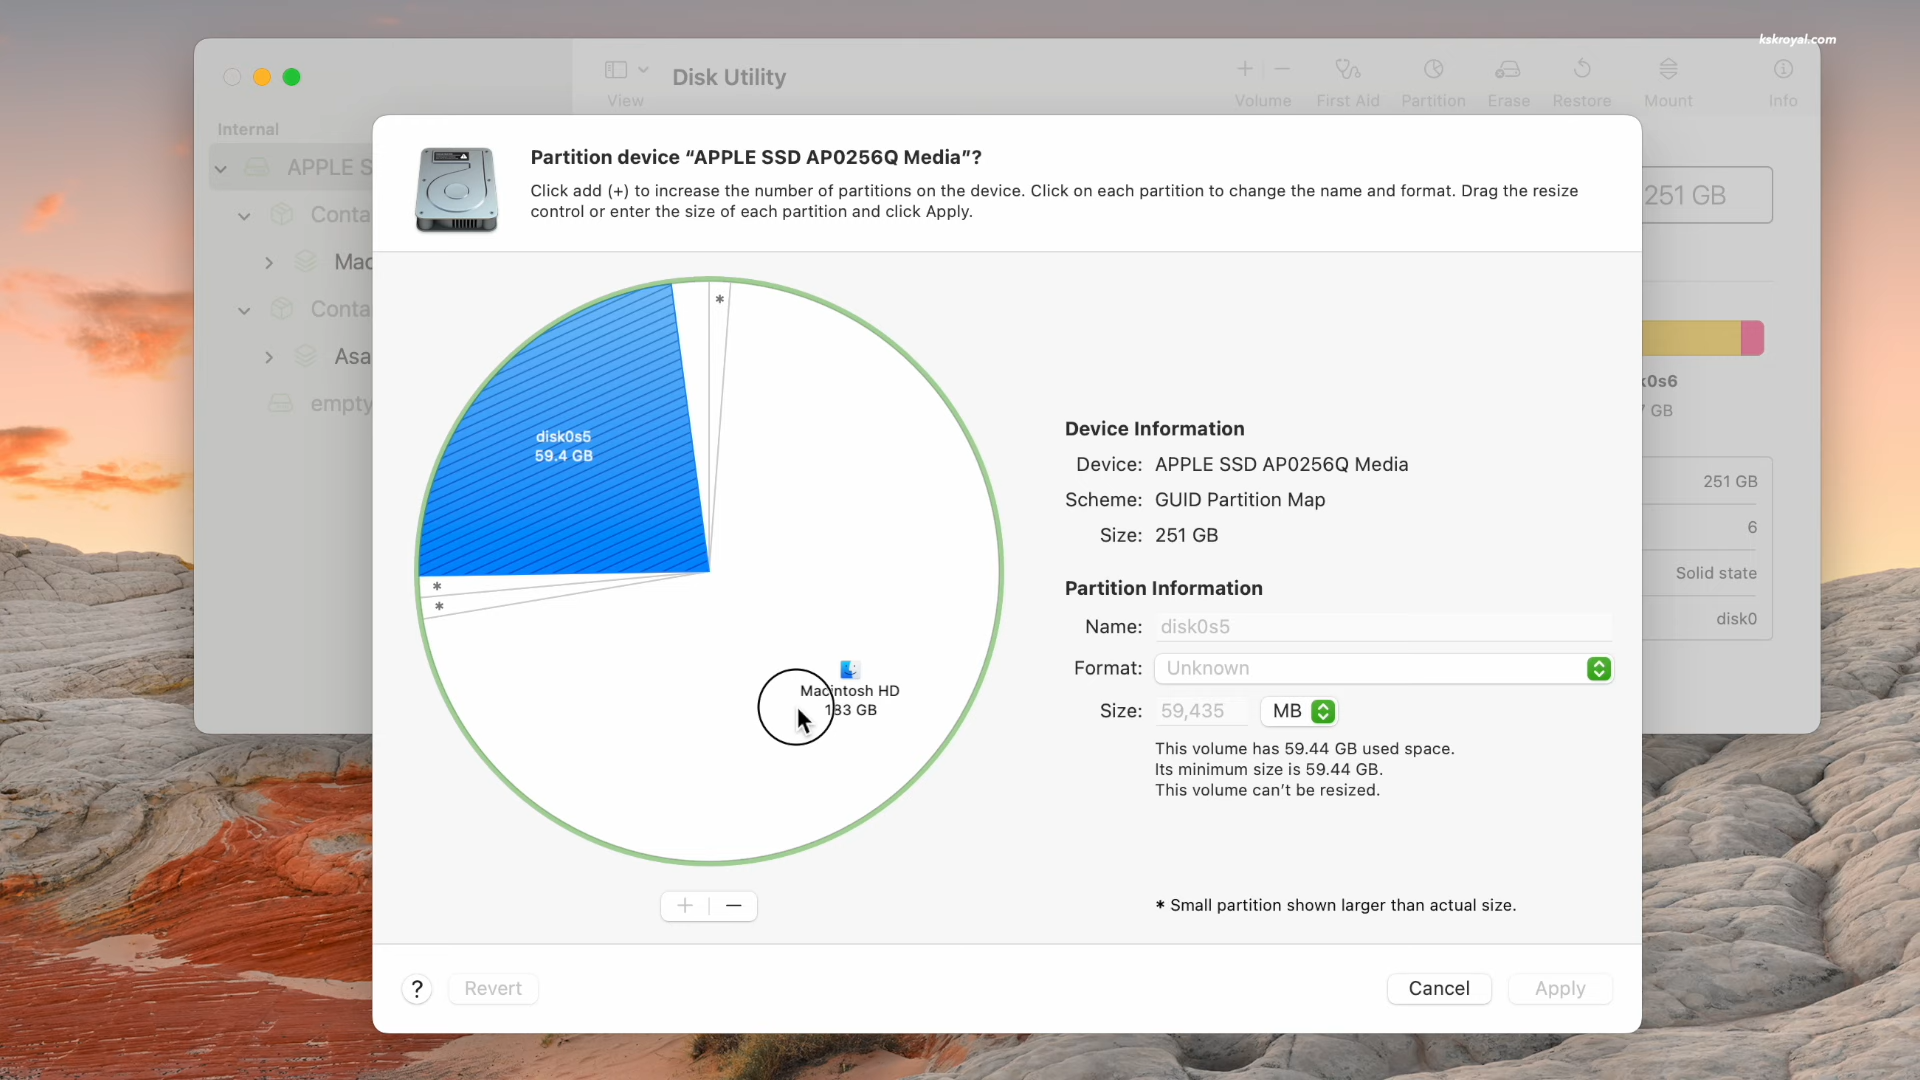 kskroyal.com
Disk Utility
View
Volume
First Aid
Partition
Erase
Restore
Mount
Info
Internal
APPLE S
Conta
Mac
Conta
Asa
empty
Partition device “APPLE SSD AP0256Q Media”?
Click add (+) to increase the number of partitions on the device. Click on each partition to change the name and format. Drag the resize
control or enter the size of each partition and click Apply.
251 GB
*
disk0s5
59.4 GB
*
*
Macintosh HD
183 GB
Device Information
Device: APPLE SSD AP0256Q Media
Scheme: GUID Partition Map
Size: 251 GB
Partition Information
Name: disk0s5
Format: Unknown
Size: 59,435 MB
This volume has 59.44 GB used space.
Its minimum size is 59.44 GB.
This volume can’t be resized.
* Small partition shown larger than actual size.
k0s6
7 GB
251 GB
6
Solid state
disk0
?
Revert
Cancel
Apply